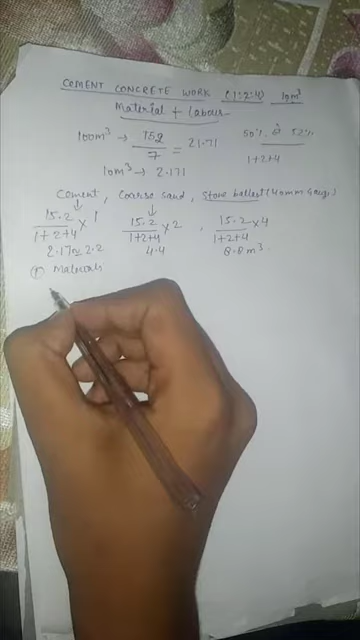 CEMENT CONCRETE WORK (1:2:4) 10m³
Material + Labour
100m³ → 152/7 = 21.71
50% to 52%
1+2+4
10m³ → 2.171
Cement, Coarse sand, Stone ballast (40mm Gauge)
15.2/1+2+4 × 1
15.2/1+2+4 × 2
15.2/1+2+4 × 4
2.17 ≈ 2.2
4.4
8.8 m³
① Materials